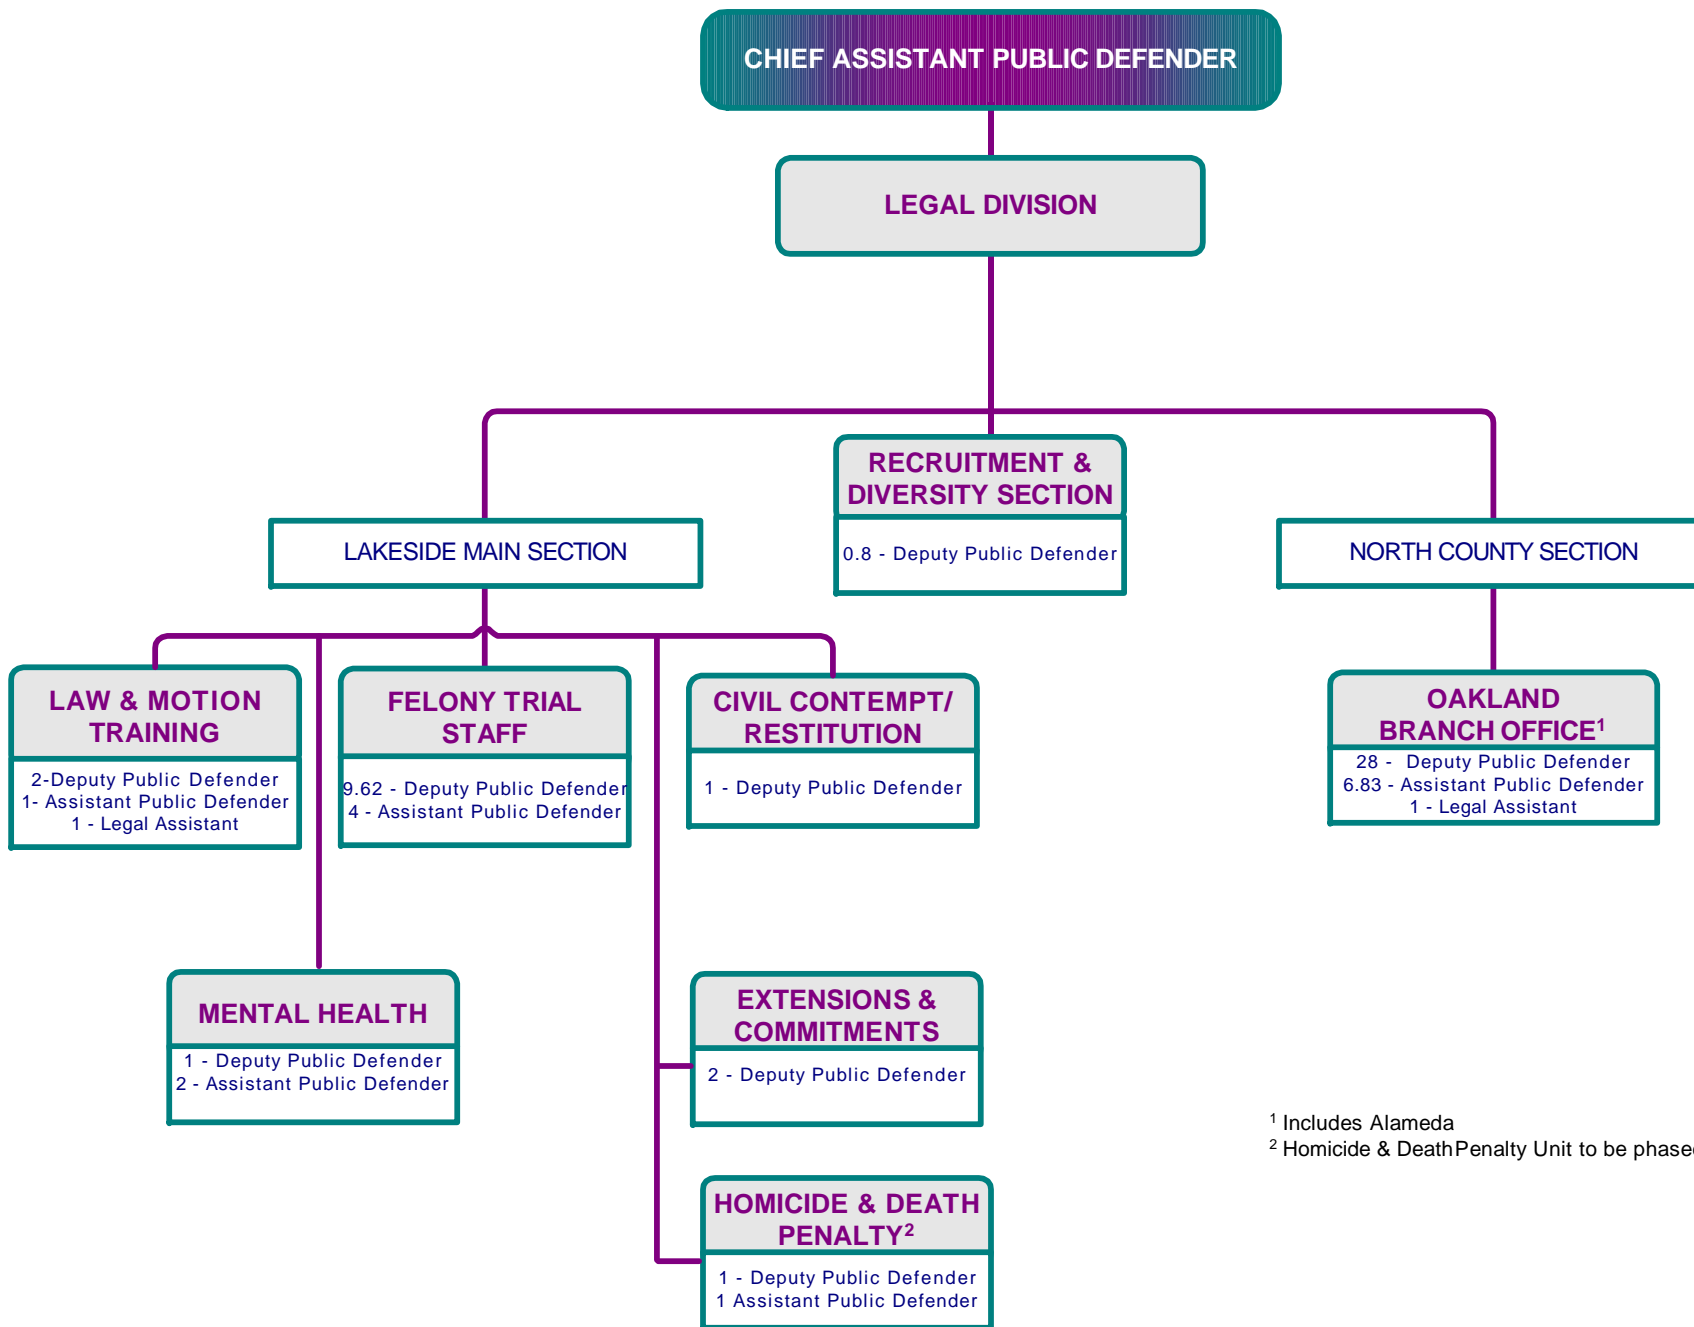 CHIEF ASSISTANT PUBLIC DEFENDER
LEGAL DIVISION
RECRUITMENT &
DIVERSITY SECTION
0.8 - Deputy Public Defender
LAKESIDE MAIN SECTION
NORTH COUNTY SECTION
LAW & MOTION
TRAINING
2-Deputy Public Defender
1- Assistant Public Defender
1 - Legal Assistant
FELONY TRIAL
STAFF
9.62 - Deputy Public Defender
4 - Assistant Public Defender
CIVIL CONTEMPT/
RESTITUTION
1 - Deputy Public Defender
OAKLAND
BRANCH OFFICE¹
28 - Deputy Public Defender
6.83 - Assistant Public Defender
1 - Legal Assistant
MENTAL HEALTH
1 - Deputy Public Defender
2 - Assistant Public Defender
EXTENSIONS &
COMMITMENTS
2 - Deputy Public Defender
HOMICIDE & DEATH
PENALTY²
1 - Deputy Public Defender
1 Assistant Public Defender
¹ Includes Alameda
² Homicide & Death Penalty Unit to be